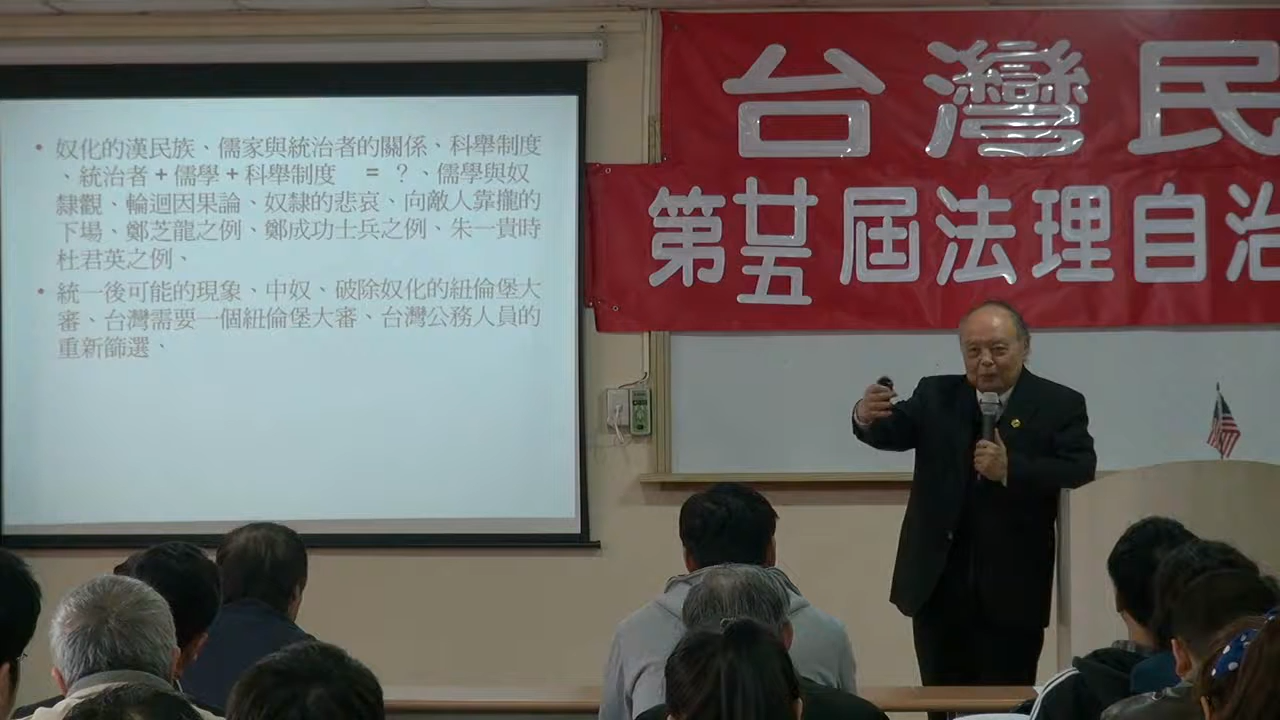 台灣民
第廿五屆法理自治
• 奴化的漢民族、儒家與統治者的關係、科舉制度
、統治者 + 儒學 + 科舉制度 = ？、儒學與奴
隸觀、輪迴因果論、奴隸的悲哀、向敵人靠攏的
下場、鄭芝龍之例、鄭成功士兵之例、朱一貴時
杜君英之例、
• 統一後可能的現象、中奴、破除奴化的紐倫堡大
審、台灣需要一個紐倫堡大審、台灣公務人員的
重新篩選、